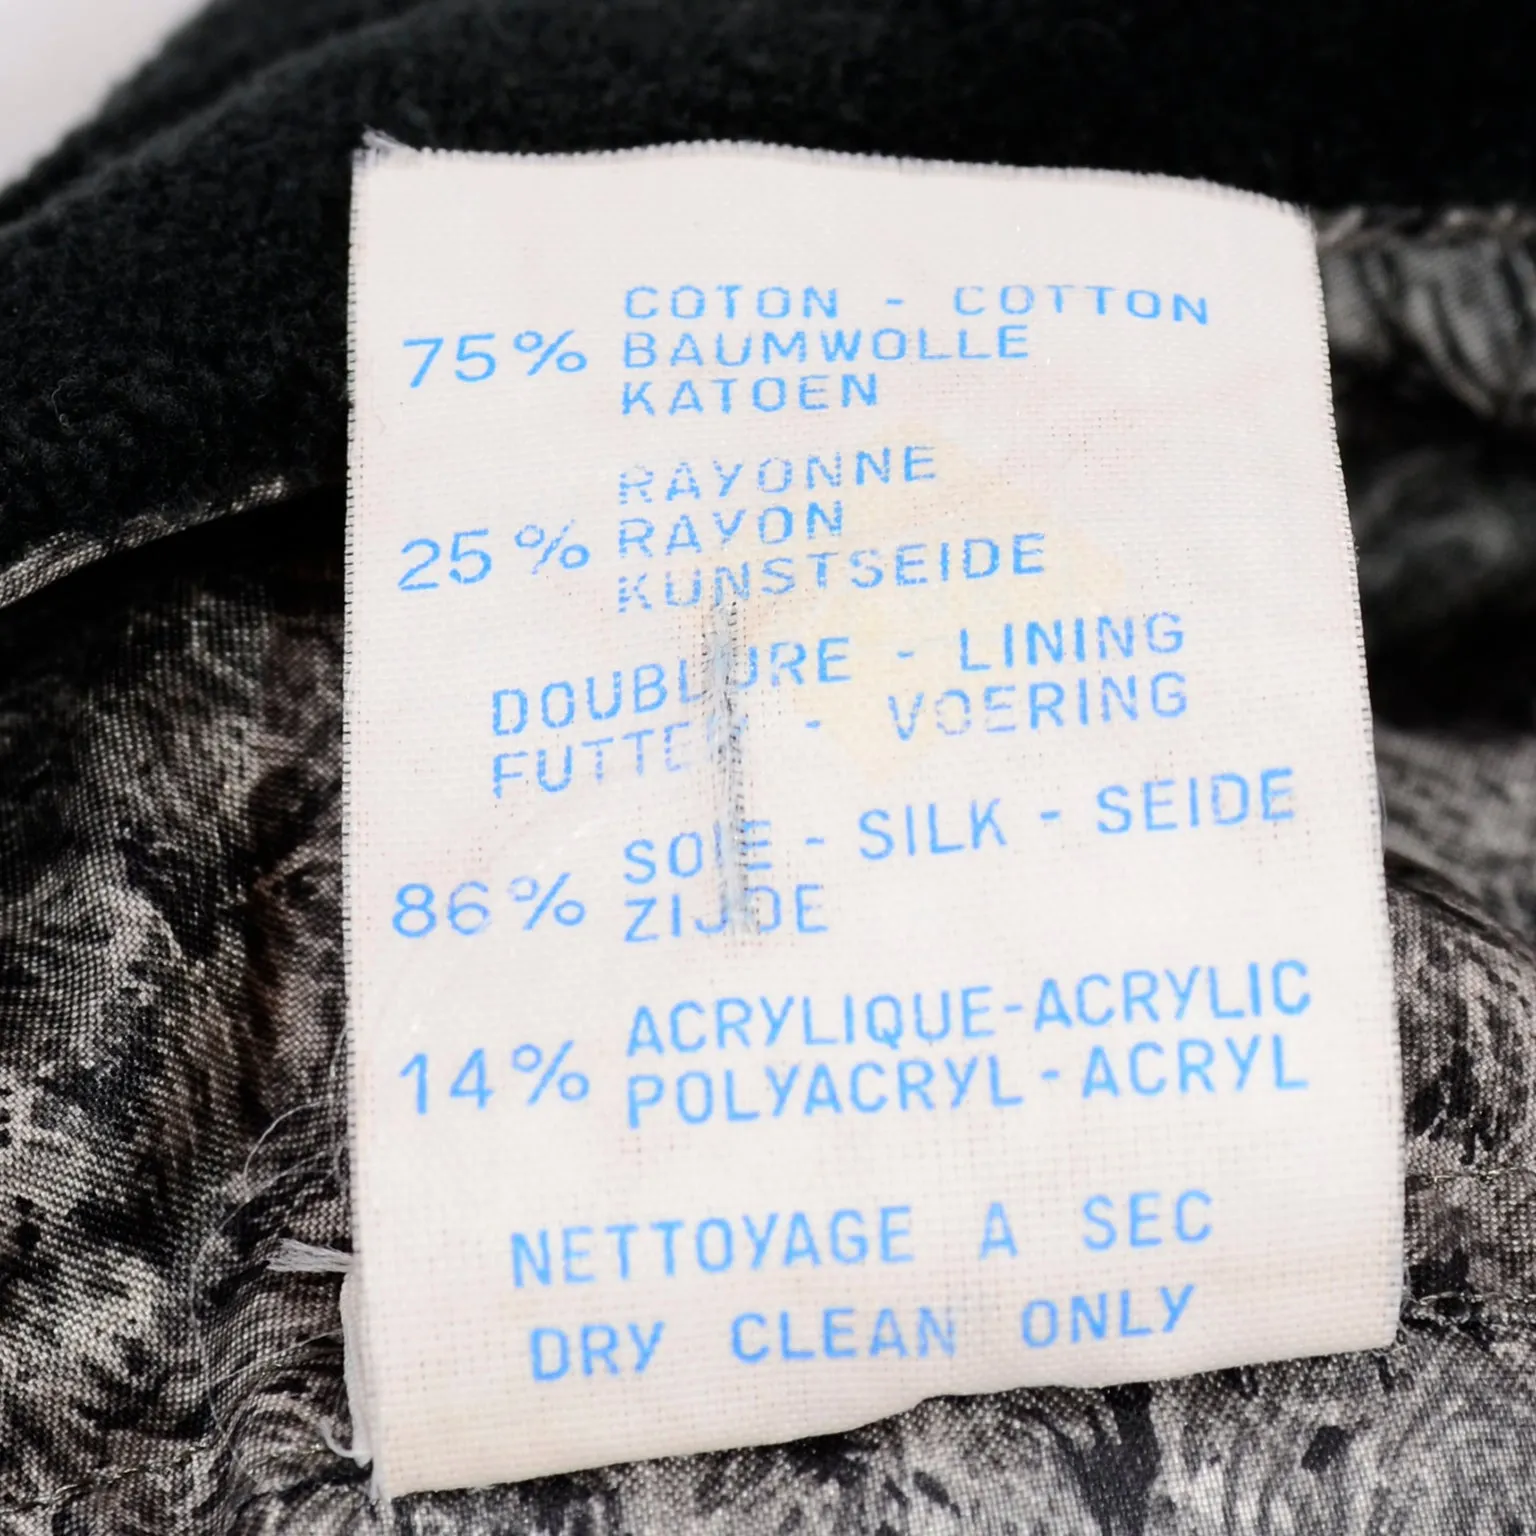 COTON - COTTON
75% BAUMWOLLE
KATOEN
RAYONNE
25% RAYON
KUNSTSEIDE
DOUBLURE - LINING
FUTTER - VOERING
SOIE - SILK - SEIDE
86% ZIJDE
ACRYLIQUE-ACRYLIC
14% POLYACRYL-ACRYL
NETTOYAGE A SEC
DRY CLEAN ONLY